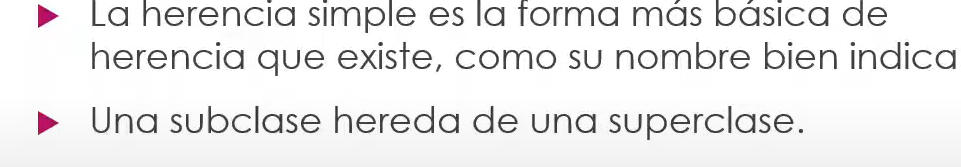 La herencia simple es la forma más básica de
herencia que existe, como su nombre bien indica
Una subclase hereda de una superclase.